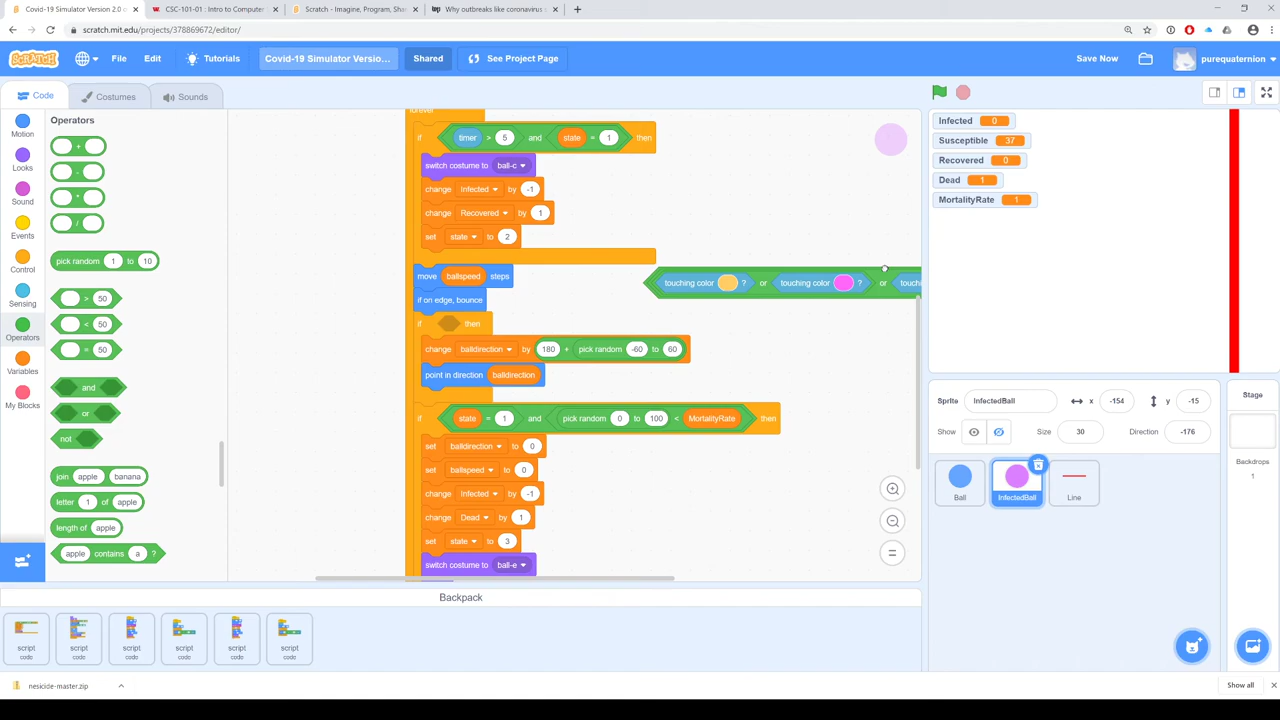 Covid-19 Simulator Version 2.0
CSC-101-01 : Intro to Computer
Scratch - Imagine, Program, Sha
Why outbreaks like coronavirus
scratch.mit.edu/projects/378869672/editor/
SCRATCH
File
Edit
Tutorials
Covid-19 Simulator Versio...
Shared
See Project Page
Save Now
purequaternion
Code
Costumes
Sounds
Motion
Looks
Sound
Events
Control
Sensing
Operators
Variables
My Blocks
Operators
+
-
*
/
pick random 1 to 10
> 50
< 50
= 50
and
or
not
join apple banana
letter 1 of apple
length of apple
apple contains a ?
forever
if timer > 5 and state = 1 then
switch costume to ball-c
change Infected by -1
change Recovered by 1
set state to 2
move ballspeed steps
if on edge, bounce
touching color ? or touching color ? or
if then
change balldirection by 180 + pick random -60 to 60
point in direction balldirection
if state = 1 and pick random 0 to 100 < MortalityRate then
set balldirection to 0
set ballspeed to 0
change Infected by -1
change Dead by 1
set state to 3
switch costume to ball-e
Infected 0
Susceptible 37
Recovered 0
Dead 1
MortalityRate 1
Sprite InfectedBall x -154 y -15
Show Size 30 Direction -176
Ball
InfectedBall
Line
Stage
Backdrops
1
Backpack
script
code
script
code
script
code
script
code
script
code
script
code
nesicide-master.zip
Show all